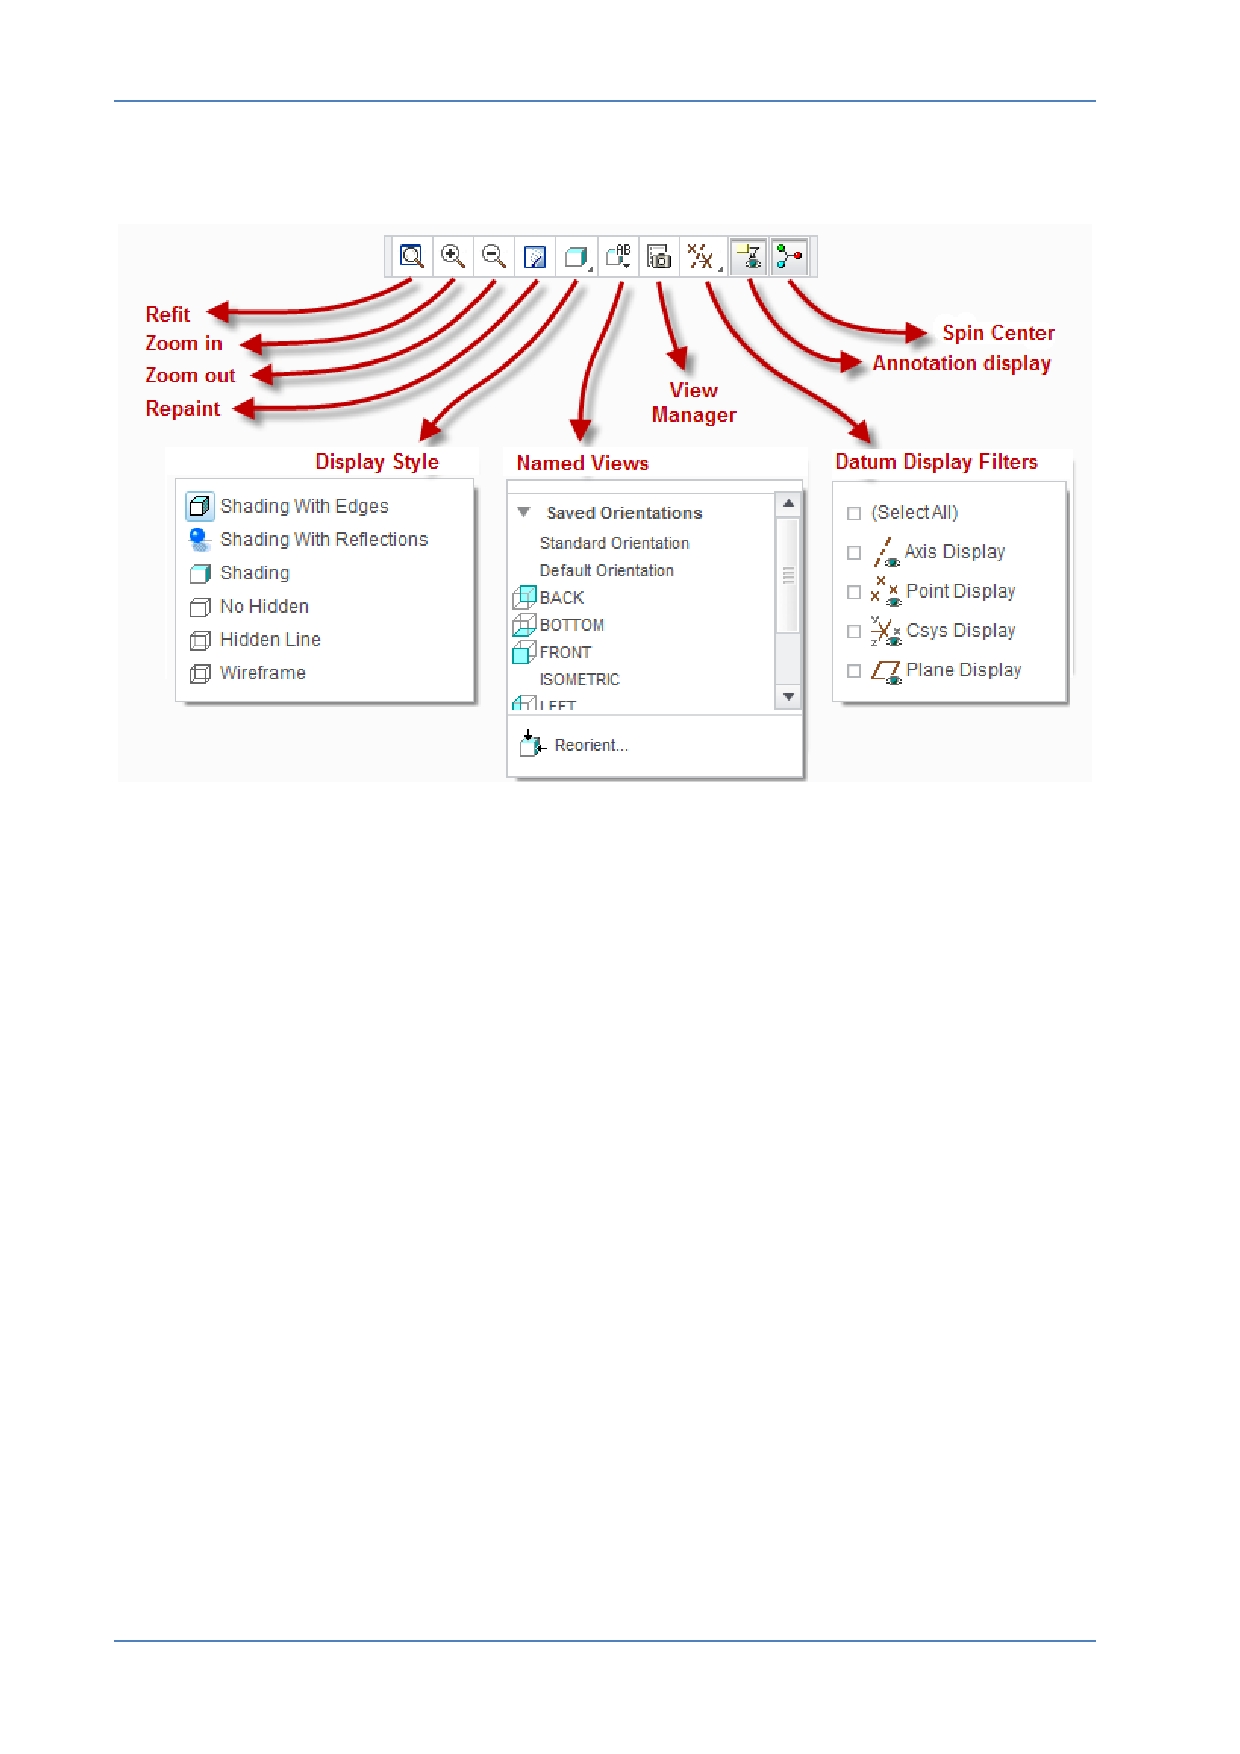 AB
Refit
Zoom in
Zoom out
Repaint
Spin Center
Annotation display
View
Manager
Display Style
Shading With Edges
Shading With Reflections
Shading
No Hidden
Hidden Line
Wireframe
Named Views
Saved Orientations
Standard Orientation
Default Orientation
BACK
BOTTOM
FRONT
ISOMETRIC
LEFT
Reorient...
Datum Display Filters
(Select All)
Axis Display
Point Display
Csys Display
Plane Display